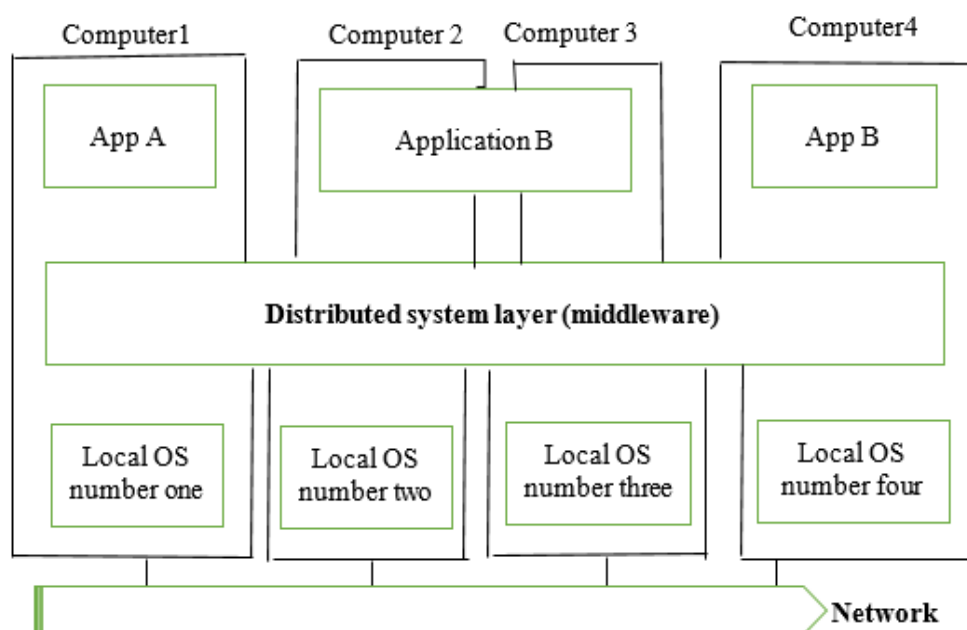 Computer1
Computer 2
Computer 3
Computer4
App A
Application B
App B
Distributed system layer (middleware)
Local OS
number one
Local OS
number two
Local OS
number three
Local OS
number four
Network